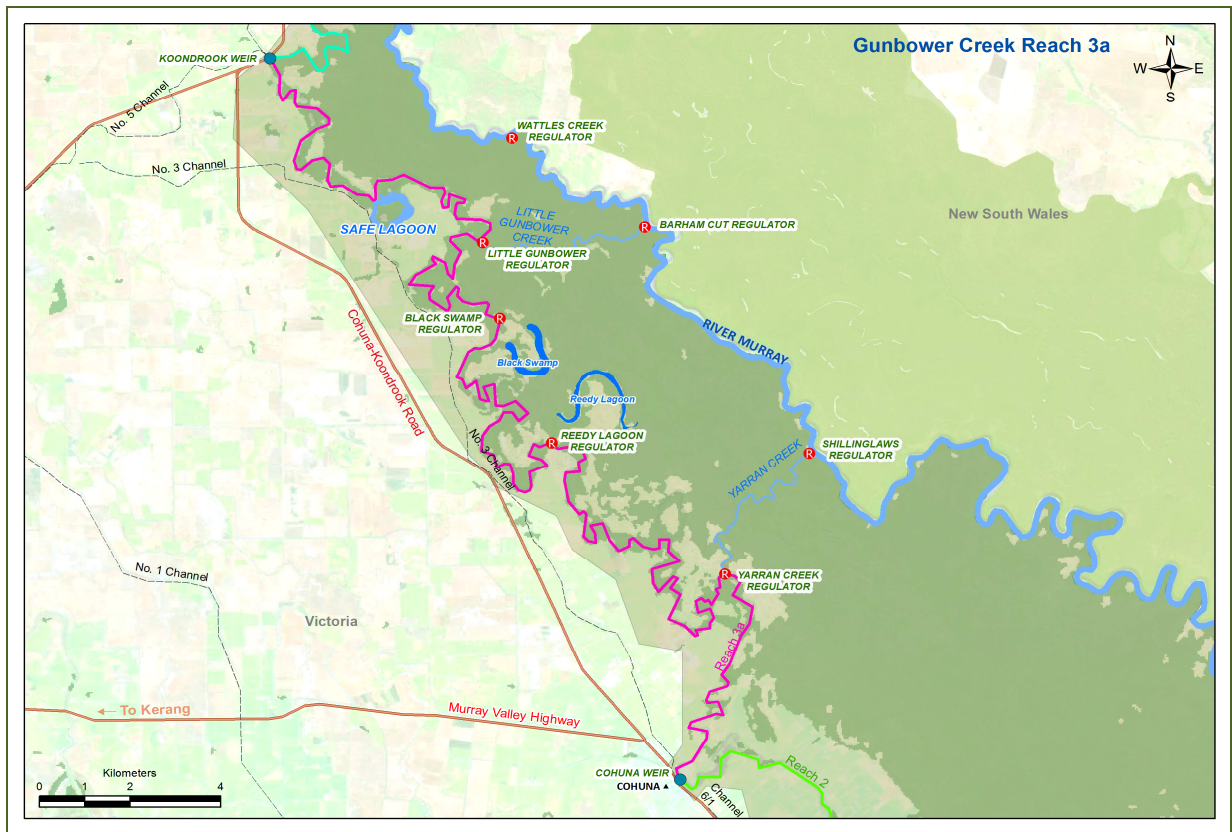 Gunbower Creek Reach 3a
N
W E
S
KOONDROOK WEIR
No. 5 Channel
No. 3 Channel
R
WATTLES CREEK
REGULATOR
SAFE LAGOON
LITTLE
GUNBOWER
CREEK
R
BARHAM CUT REGULATOR
New South Wales
R
LITTLE GUNBOWER
REGULATOR
BLACK SWAMP
REGULATOR
R
Cohuna-Koondrook Road
RIVER MURRAY
Black Swamp
Reedy Lagoon
R
REEDY LAGOON
REGULATOR
No. 3 Channel
R
SHILLINGLAWS
REGULATOR
YARRAN CREEK
R
YARRAN CREEK
REGULATOR
No. 1 Channel
Victoria
Reach 3a
← To Kerang
Murray Valley Highway
COHUNA WEIR
COHUNA ▲
Reach 2
Channel
6/1
Kilometers
0 1 2 4